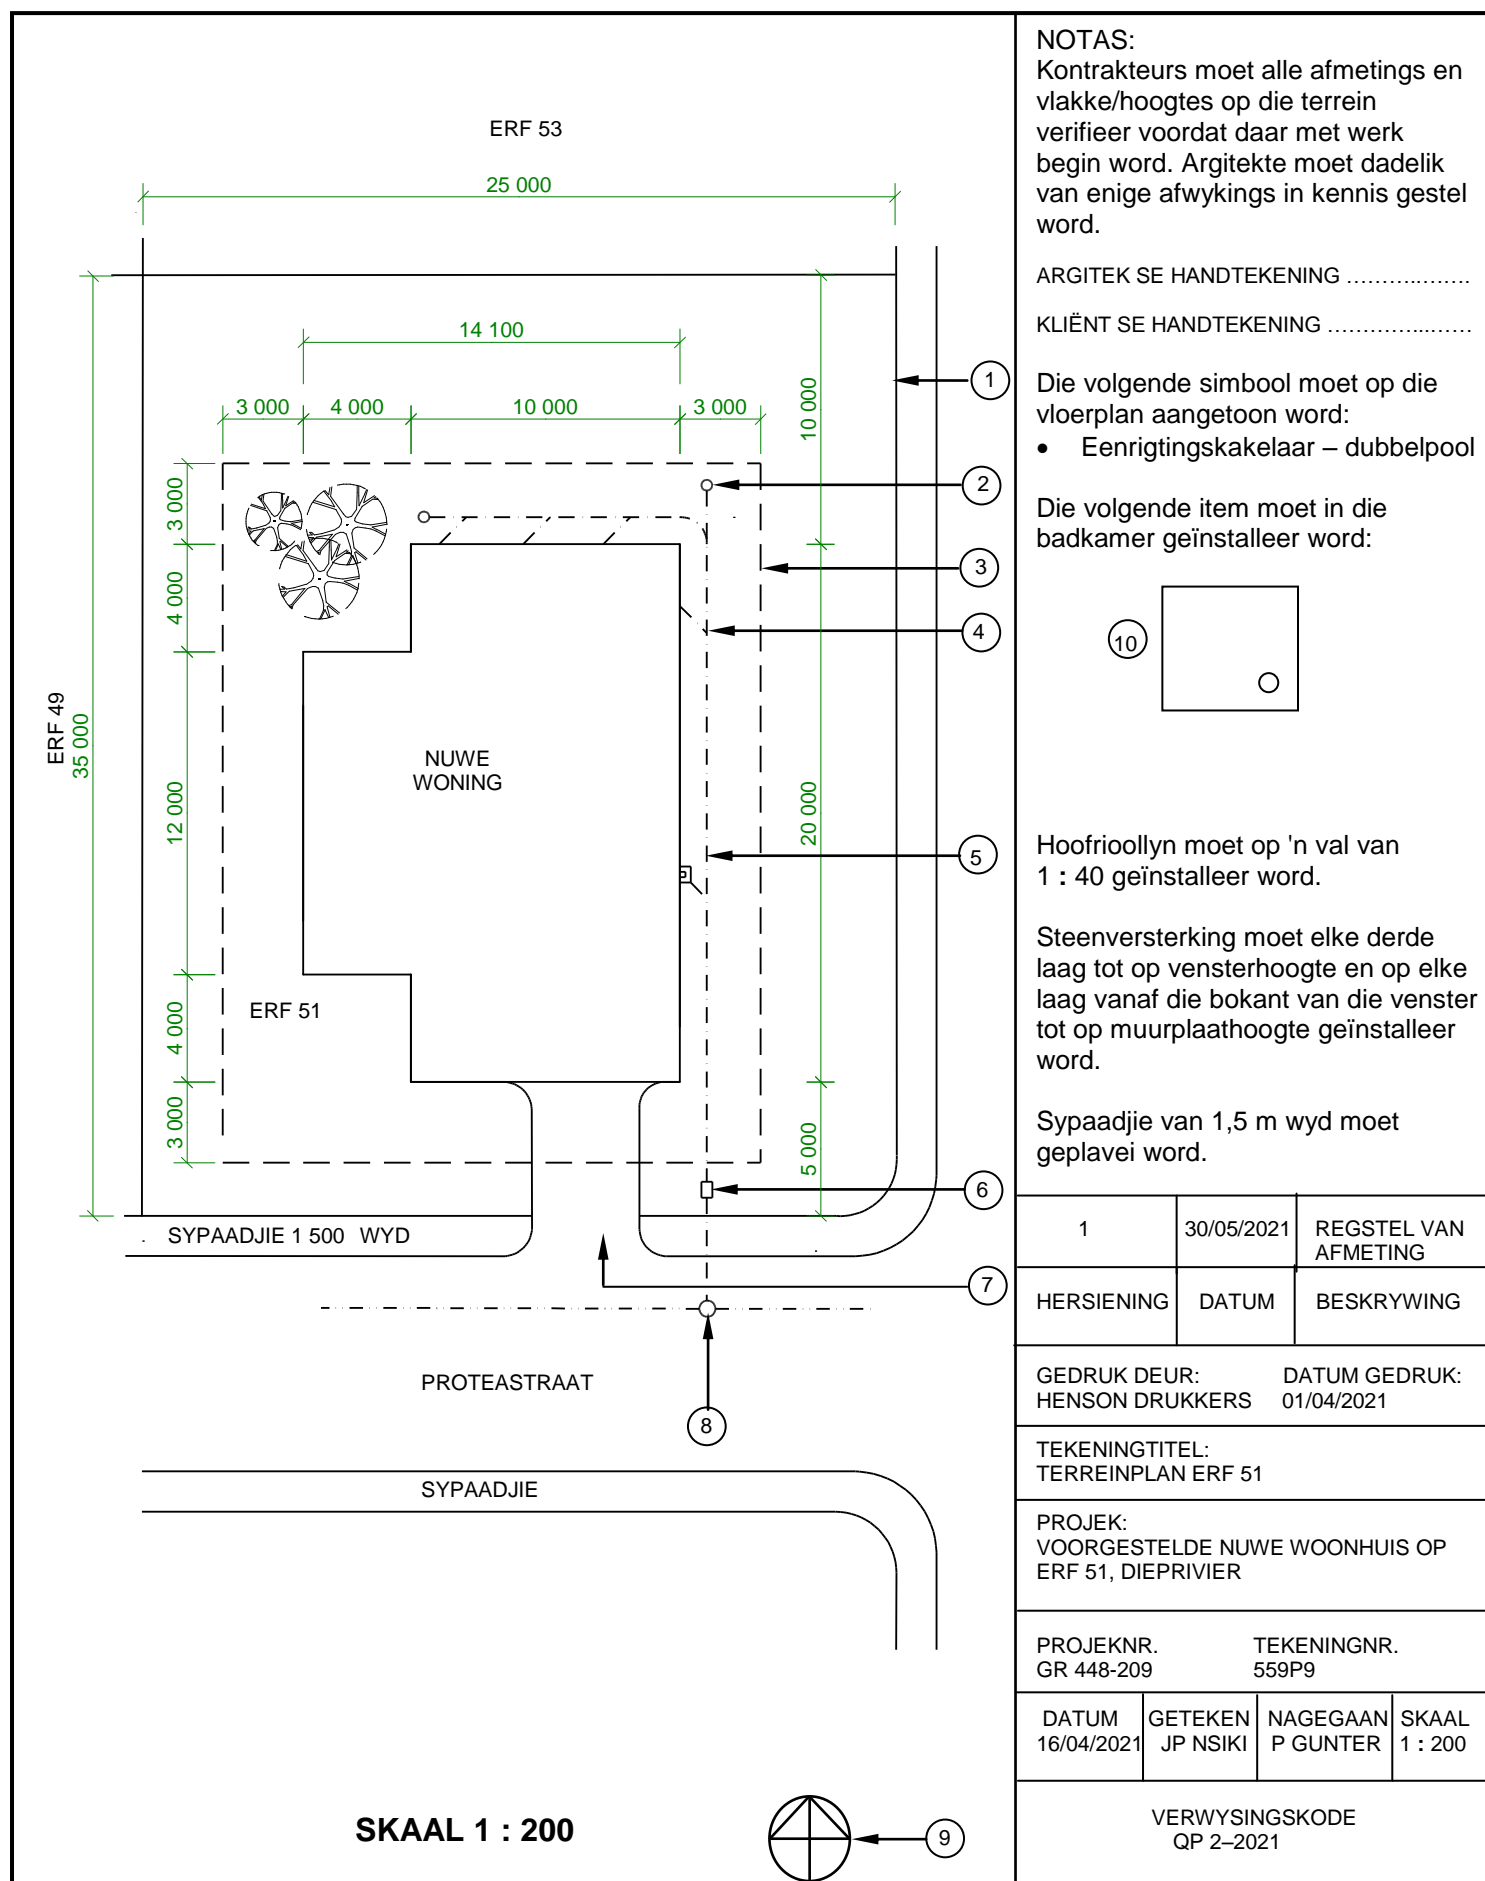 ERF 53
25 000
14 100
3 000
4 000
10 000
3 000
10 000
3 000
4 000
ERF 49
35 000
12 000
20 000
NUWE
WONING
ERF 51
4 000
3 000
5 000
SYPAADJIE 1 500 WYD
PROTEASTRAAT
SYPAADJIE
SKAAL 1 : 200
1
2
3
4
5
6
7
8
9
NOTAS:
Kontrakteurs moet alle afmetings en
vlakke/hoogtes op die terrein
verifieer voordat daar met werk
begin word. Argitekte moet dadelik
van enige afwykings in kennis gestel
word.
ARGITEK SE HANDTEKENING ………..…….
KLIËNT SE HANDTEKENING …………...……
Die volgende simbool moet op die
vloerplan aangetoon word:
• Eenrigtingskakelaar – dubbelpool
Die volgende item moet in die
badkamer geïnstalleer word:
10
Hoofrioollyn moet op 'n val van
1 : 40 geïnstalleer word.
Steenversterking moet elke derde
laag tot op vensterhoogte en op elke
laag vanaf die bokant van die venster
tot op muurplaathoogte geïnstalleer
word.
Sypaadjie van 1,5 m wyd moet
geplavei word.
1 30/05/2021 REGSTEL VAN
AFMETING
HERSIENING DATUM BESKRYWING
GEDRUK DEUR: DATUM GEDRUK:
HENSON DRUKKERS 01/04/2021
TEKENINGTITEL:
TERREINPLAN ERF 51
PROJEK:
VOORGESTELDE NUWE WOONHUIS OP
ERF 51, DIEPRIVIER
PROJEKNR. TEKENINGNR.
GR 448-209 559P9
DATUM GETEKEN NAGEGAAN SKAAL
16/04/2021 JP NSIKI P GUNTER 1 : 200
VERWYSINGSKODE
QP 2–2021